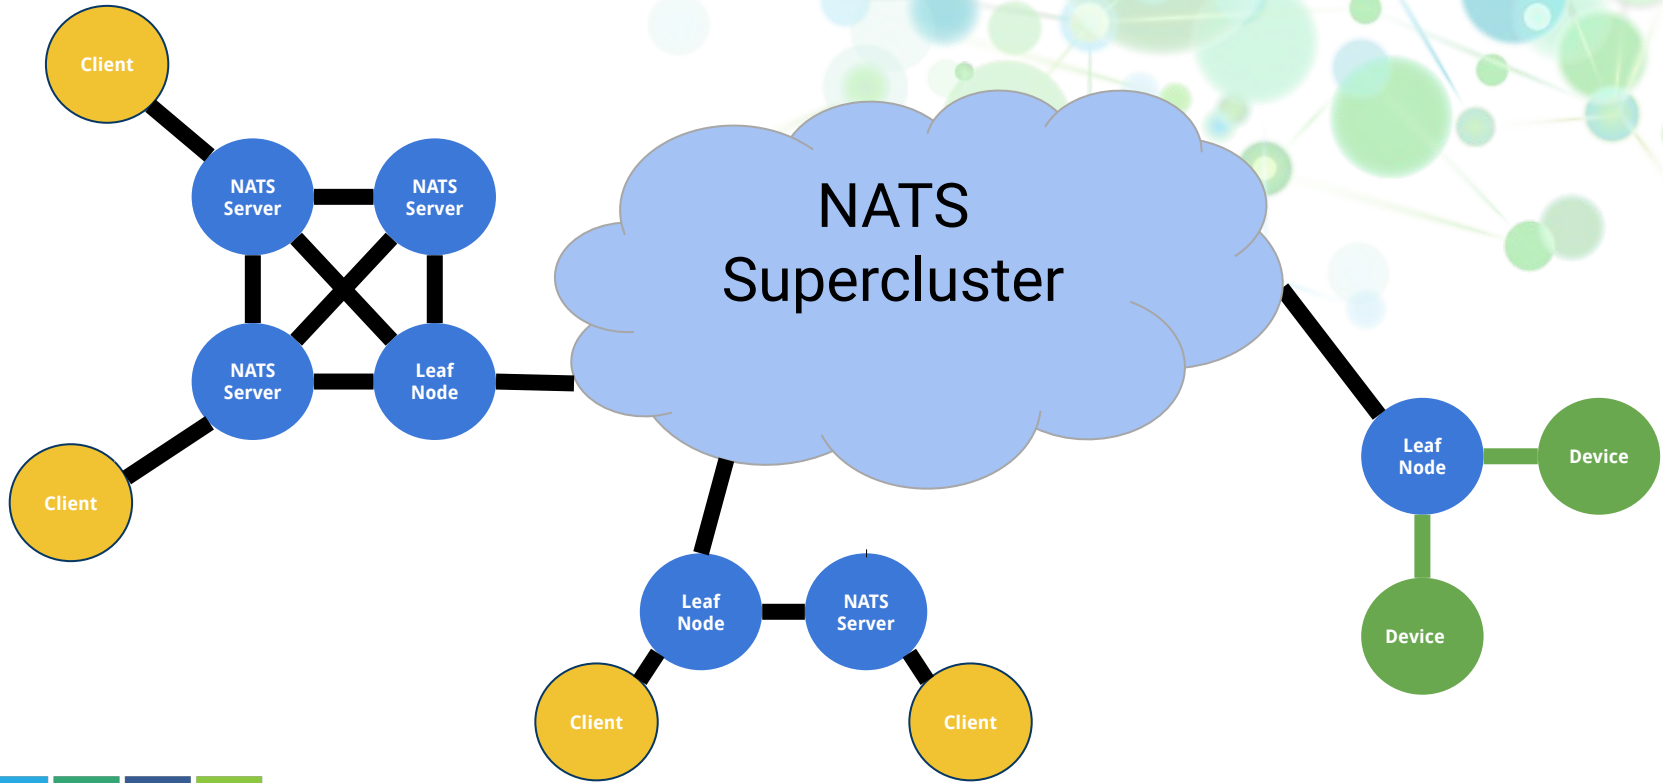 Client
NATS
Server
NATS
Server
NATS
Supercluster
NATS
Server
Leaf
Node
Client
Leaf
Node
Device
Leaf
Node
NATS
Server
Device
Client
Client